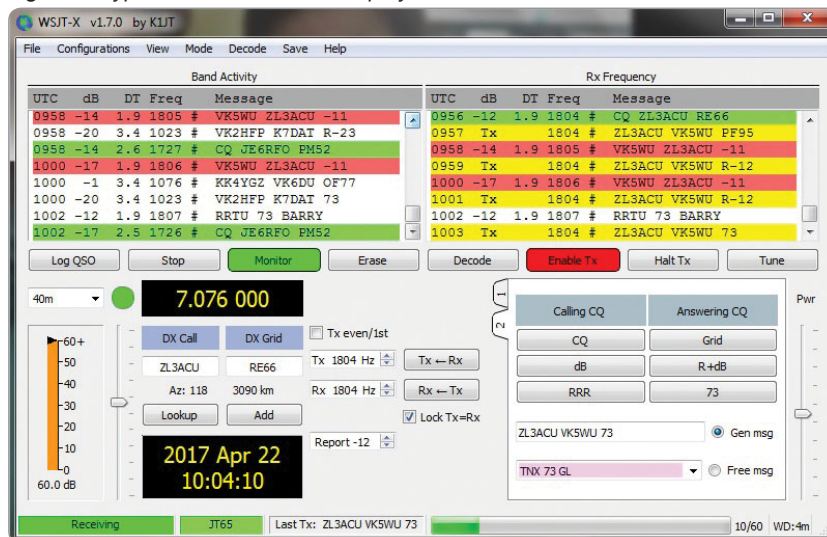 WSJT-X v1.7.0 by K1JT
File Configurations View Mode Decode Save Help
Band Activity
UTC dB DT Freq Message
0958 -14 1.9 1805 # VK5WU ZL3ACU -11
0958 -20 3.4 1023 # VK2HFP K7DAT R-23
0958 -14 2.6 1727 # CQ JE6RFO PM52
1000 -17 1.9 1806 # VK5WU ZL3ACU -11
1000 -1 3.4 1076 # KK4YGZ VK6DU OF77
1000 -20 3.4 1023 # VK2HFP K7DAT 73
1002 -12 1.9 1807 # RRTU 73 BARRY
1002 -17 2.5 1726 # CQ JE6RFO PM52
Rx Frequency
UTC dB DT Freq Message
0956 -12 1.9 1804 # CQ ZL3ACU RE66
0957 Tx 1804 # ZL3ACU VK5WU PF95
0958 -14 1.9 1805 # VK5WU ZL3ACU -11
0959 Tx 1804 # ZL3ACU VK5WU R-12
1000 -17 1.9 1806 # VK5WU ZL3ACU -11
1001 Tx 1804 # ZL3ACU VK5WU R-12
1002 -12 1.9 1807 # RRTU 73 BARRY
1003 Tx 1804 # ZL3ACU VK5WU 73
Log QSO Stop Monitor Erase Decode Enable Tx Halt Tx Tune
40m
7.076 000
-60+
-50
-40
-30
-20
-10
-0
60.0 dB
DX Call DX Grid
ZL3ACU RE66
Az: 118 3090 km
Lookup Add
2017 Apr 22
10:04:10
Tx even/1st
Tx 1804 Hz Tx ← Rx
Rx 1804 Hz Rx ← Tx
Lock Tx=Rx
Report -12
1
2
Calling CQ Answering CQ
CQ Grid
dB R+dB
RRR 73
ZL3ACU VK5WU 73 Gen msg
TNX 73 GL Free msg
Pwr
Receiving JT65 Last Tx: ZL3ACU VK5WU 73 10/60 WD:4m